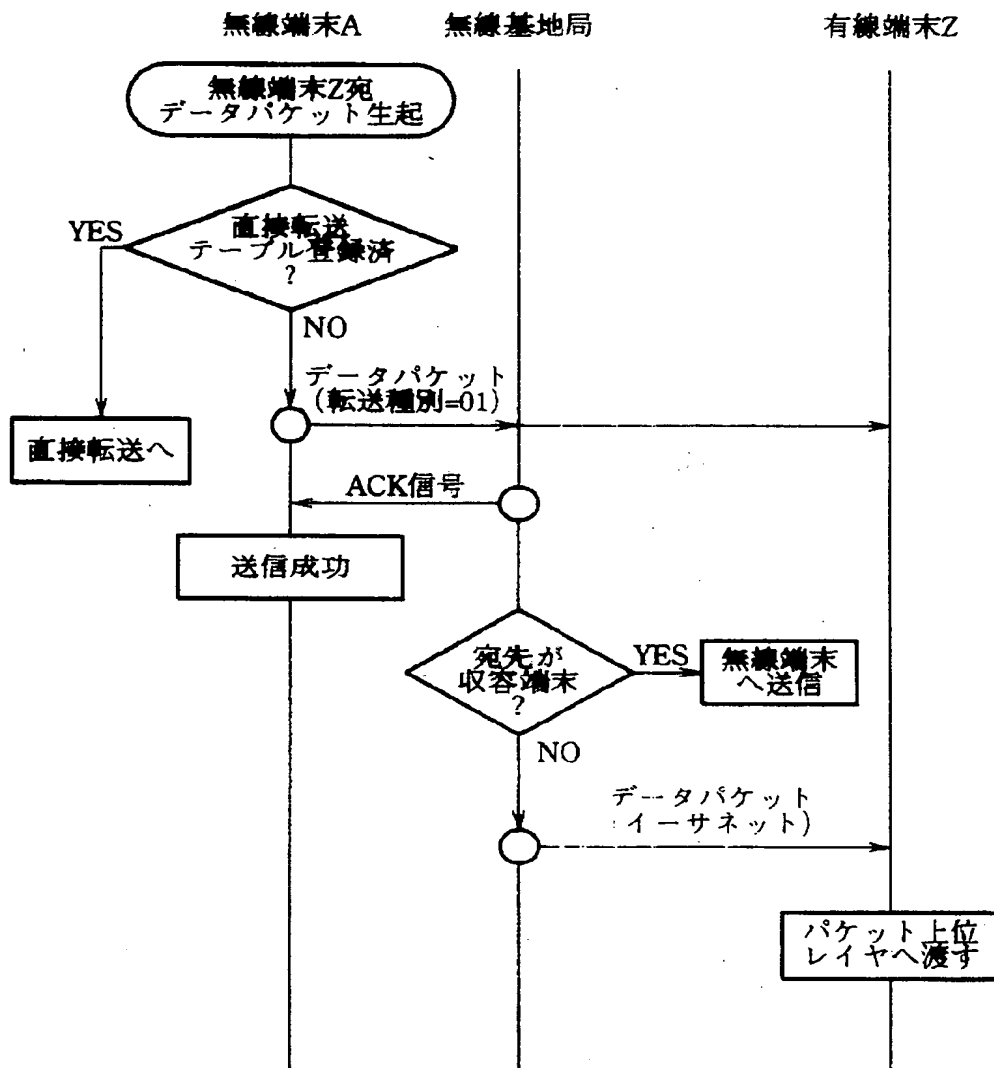 無線端末A
無線基地局
有線端末Z
無線端末Z宛
データパケット生起
直接転送
テーブル登録済
?
YES
NO
データパケット
(転送種別=01)
直接転送へ
ACK信号
送信成功
宛先が
収容端末
?
YES
無線端末
へ送信
NO
データパケット
イーサネット)
パケット上位
レイヤへ渡す